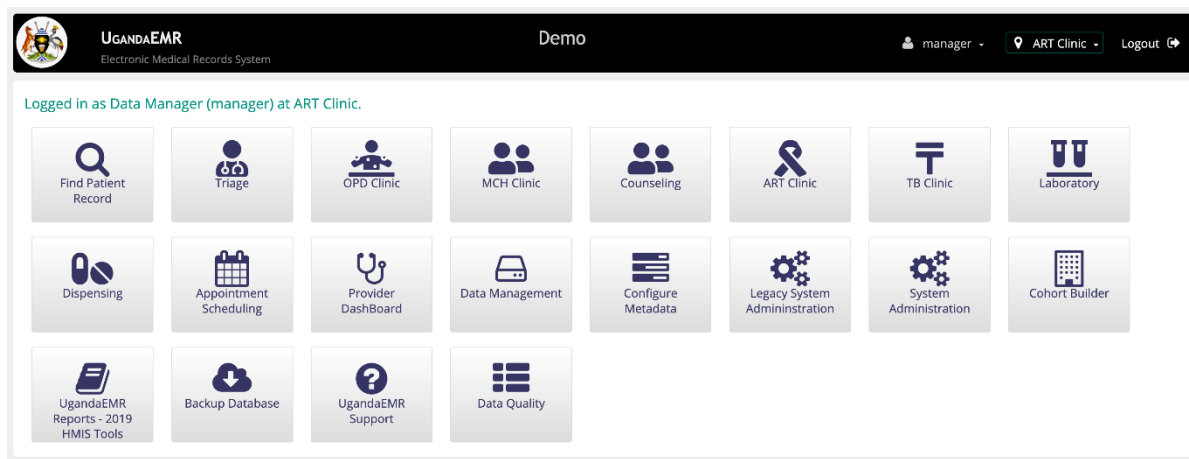 UGANDAEMR
Electronic Medical Records System
Demo
manager
ART Clinic
Logout
Logged in as Data Manager (manager) at ART Clinic.
Find Patient
Record
Triage
OPD Clinic
MCH Clinic
Counseling
ART Clinic
TB Clinic
Laboratory
Dispensing
Appointment
Scheduling
Provider
DashBoard
Data Management
Configure
Metadata
Legacy System
Admininstration
System
Administration
Cohort Builder
UgandaEMR
Reports - 2019
HMIS Tools
Backup Database
UgandaEMR
Support
Data Quality